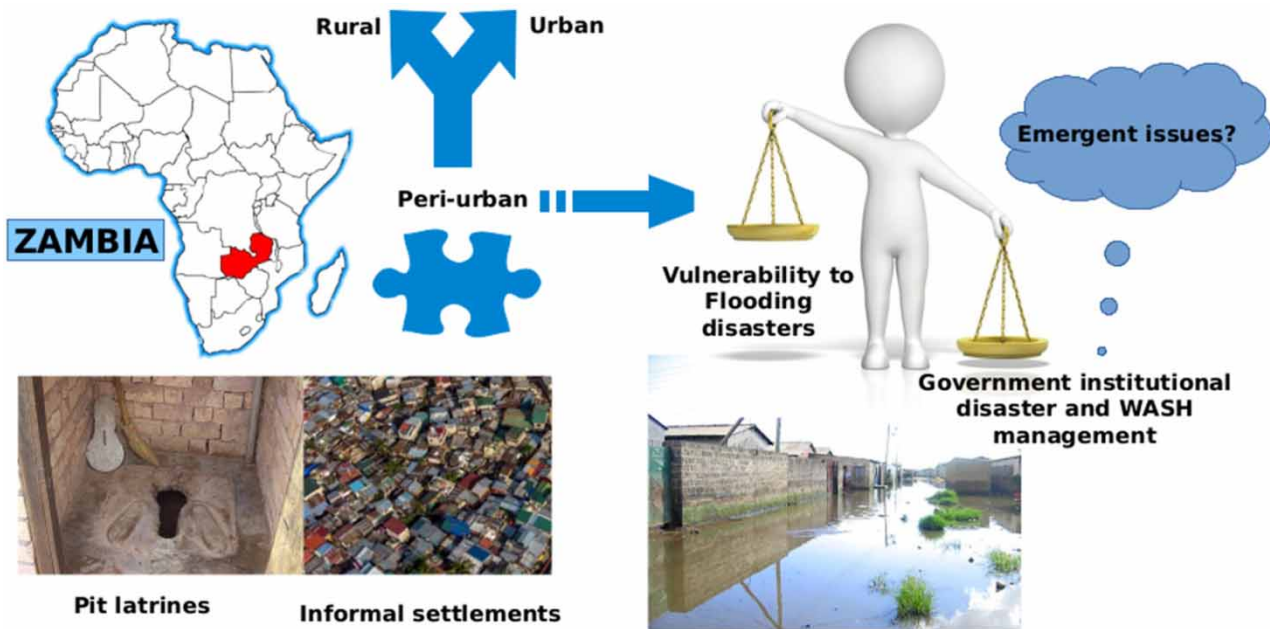 Rural
Urban
Emergent issues?
Peri-urban
ZAMBIA
Vulnerability to
Flooding
disasters
Government institutional
disaster and WASH
management
Pit latrines
Informal settlements